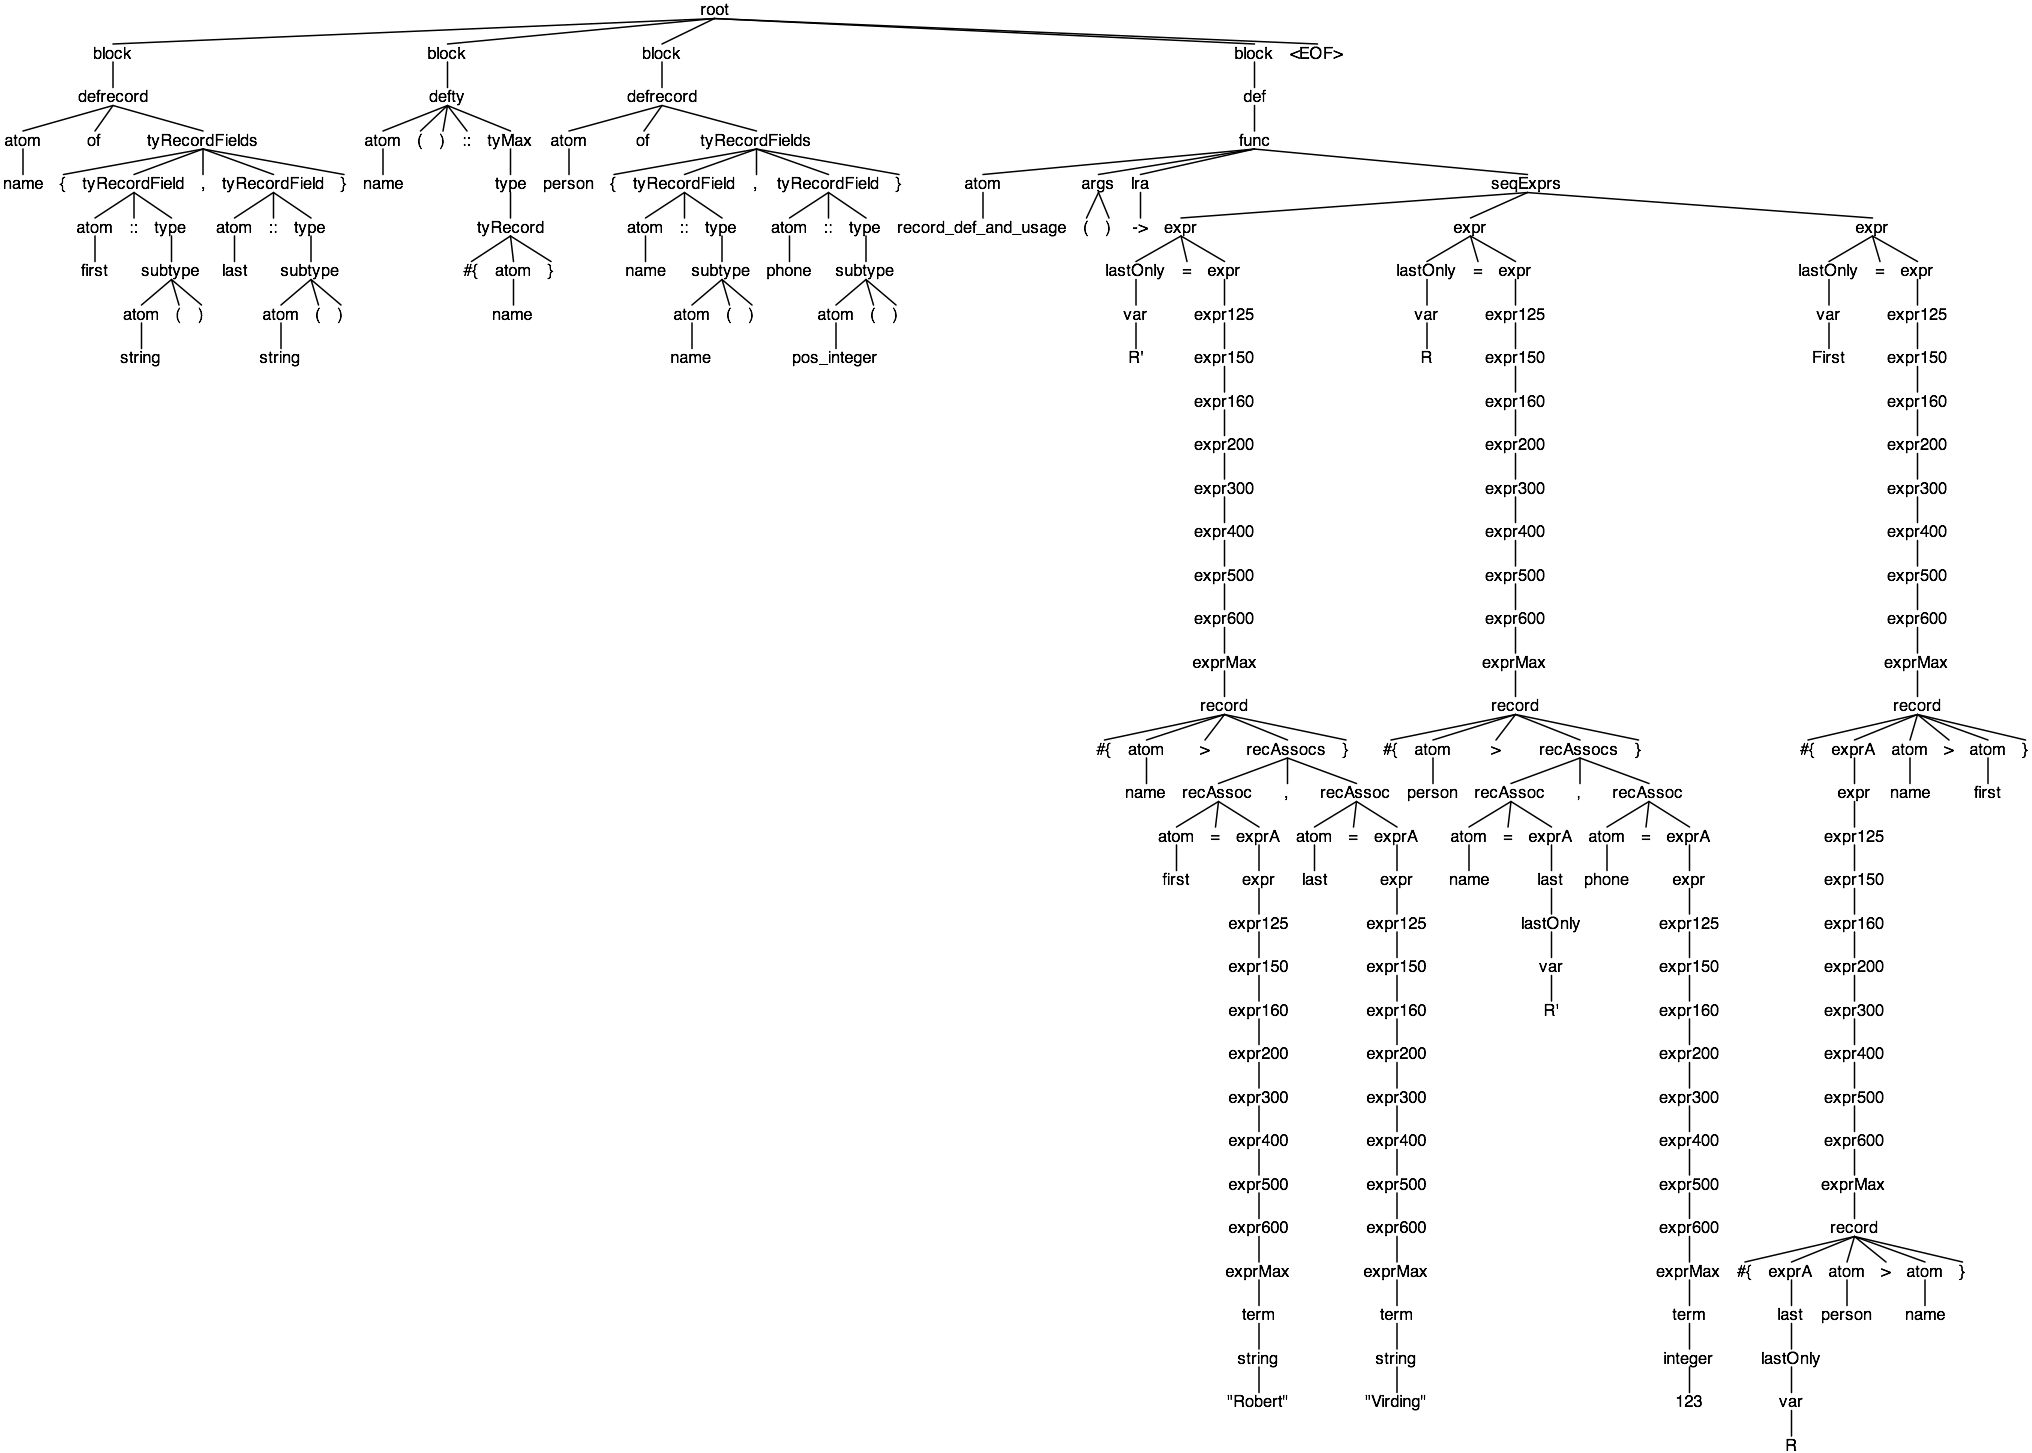 root
block block block block <EOF>
defrecord defty defrecord def
atom of tyRecordFields atom ( ) :: tyMax atom of tyRecordFields func
name { tyRecordField , tyRecordField } name type person { tyRecordField , tyRecordField } atom args lra seqExprs
atom :: type atom :: type tyRecord atom :: type atom :: type record_def_and_usage ( ) -> expr expr expr
first subtype last subtype #{ atom } name subtype phone subtype lastOnly = expr lastOnly = expr lastOnly = expr
atom ( ) atom ( ) name atom ( ) atom ( ) var expr125 var expr125 var expr125
string string name pos_integer R' expr150 R expr150 First expr150
expr160 expr160 expr160
expr200 expr200 expr200
expr300 expr300 expr300
expr400 expr400 expr400
expr500 expr500 expr500
expr600 expr600 expr600
exprMax exprMax exprMax
record record record
#{ atom > recAssocs } #{ atom > recAssocs } #{ exprA atom > atom }
name recAssoc , recAssoc person recAssoc , recAssoc expr name first
atom = exprA atom = exprA atom = exprA atom = exprA expr125
first expr last expr name last phone expr expr150
expr125 expr125 lastOnly expr125 expr160
expr150 expr150 var expr150 expr200
expr160 expr160 R' expr160 expr300
expr200 expr200 expr200 expr400
expr300 expr300 expr300 expr500
expr400 expr400 expr400 expr600
expr500 expr500 expr500 exprMax
expr600 expr600 expr600 record
exprMax exprMax exprMax #{ exprA atom > atom }
term term term last person name
string string integer lastOnly
"Robert" "Virding" 123 var
R